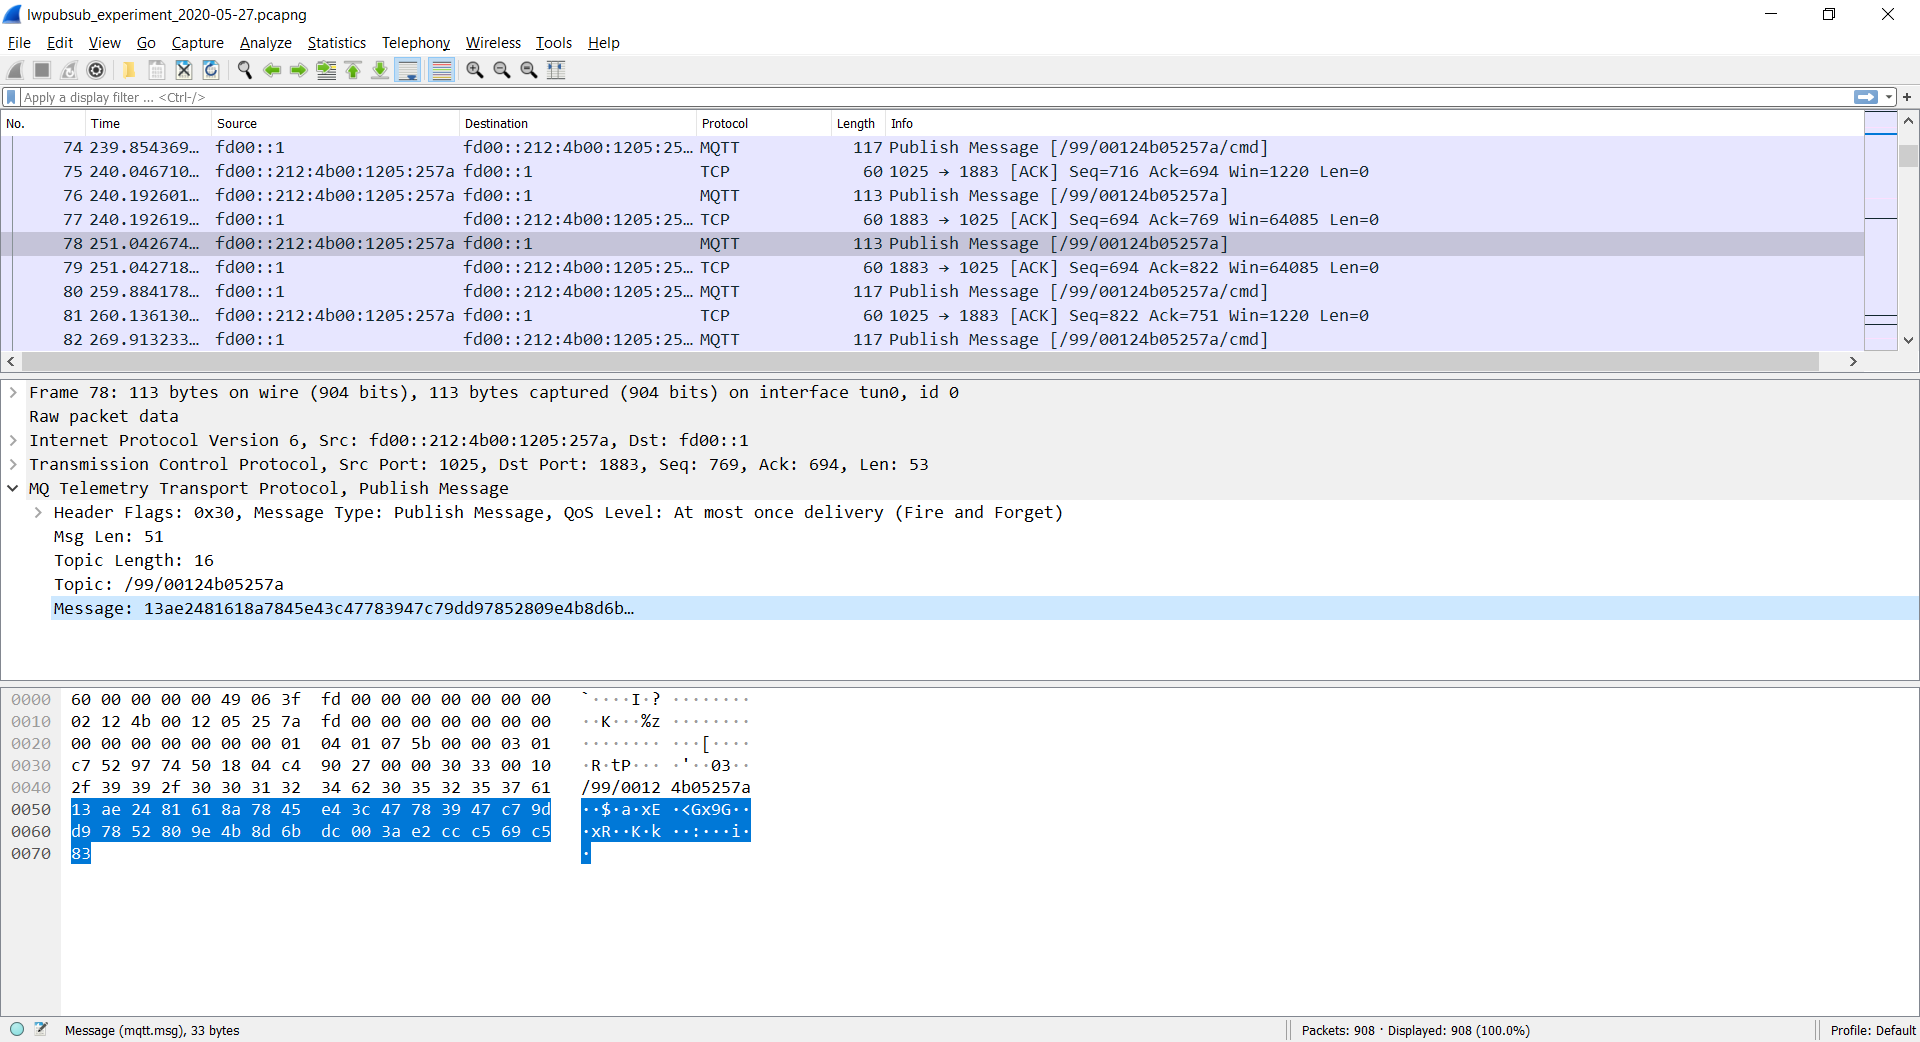 lwpubsub_experiment_2020-05-27.pcapng
File Edit View Go Capture Analyze Statistics Telephony Wireless Tools Help
Apply a display filter ... <Ctrl-/>
No. Time Source Destination Protocol Length Info
74 239.854369… fd00::1 fd00::212:4b00:1205:25… MQTT 117 Publish Message [/99/00124b05257a/cmd]
75 240.046710… fd00::212:4b00:1205:257a fd00::1 TCP 60 1025 → 1883 [ACK] Seq=716 Ack=694 Win=1220 Len=0
76 240.192601… fd00::212:4b00:1205:257a fd00::1 MQTT 113 Publish Message [/99/00124b05257a]
77 240.192619… fd00::1 fd00::212:4b00:1205:25… TCP 60 1883 → 1025 [ACK] Seq=694 Ack=769 Win=64085 Len=0
78 251.042674… fd00::212:4b00:1205:257a fd00::1 MQTT 113 Publish Message [/99/00124b05257a]
79 251.042718… fd00::1 fd00::212:4b00:1205:25… TCP 60 1883 → 1025 [ACK] Seq=694 Ack=822 Win=64085 Len=0
80 259.884178… fd00::1 fd00::212:4b00:1205:25… MQTT 117 Publish Message [/99/00124b05257a/cmd]
81 260.136130… fd00::212:4b00:1205:257a fd00::1 TCP 60 1025 → 1883 [ACK] Seq=822 Ack=751 Win=1220 Len=0
82 269.913233… fd00::1 fd00::212:4b00:1205:25… MQTT 117 Publish Message [/99/00124b05257a/cmd]
Frame 78: 113 bytes on wire (904 bits), 113 bytes captured (904 bits) on interface tun0, id 0
Raw packet data
Internet Protocol Version 6, Src: fd00::212:4b00:1205:257a, Dst: fd00::1
Transmission Control Protocol, Src Port: 1025, Dst Port: 1883, Seq: 769, Ack: 694, Len: 53
MQ Telemetry Transport Protocol, Publish Message
Header Flags: 0x30, Message Type: Publish Message, QoS Level: At most once delivery (Fire and Forget)
Msg Len: 51
Topic Length: 16
Topic: /99/00124b05257a
Message: 13ae2481618a7845e43c47783947c79dd97852809e4b8d6b…
0000 60 00 00 00 00 49 06 3f fd 00 00 00 00 00 00 00 `····I·? ········
0010 02 12 4b 00 12 05 25 7a fd 00 00 00 00 00 00 00 ··K···%z ········
0020 00 00 00 00 00 00 00 01 04 01 07 5b 00 00 03 01 ········ ···[····
0030 c7 52 97 74 50 18 04 c4 90 27 00 00 30 33 00 10 ·R·tP··· ·'··03··
0040 2f 39 39 2f 30 30 31 32 34 62 30 35 32 35 37 61 /99/0012 4b05257a
0050 13 ae 24 81 61 8a 78 45 e4 3c 47 78 39 47 c7 9d ··$·a·xE ·<Gx9G··
0060 d9 78 52 80 9e 4b 8d 6b dc 00 3a e2 cc c5 69 c5 ·xR··K·k ··:···i·
0070 83 ·
Message (mqtt.msg), 33 bytes
Packets: 908 · Displayed: 908 (100.0%)
Profile: Default